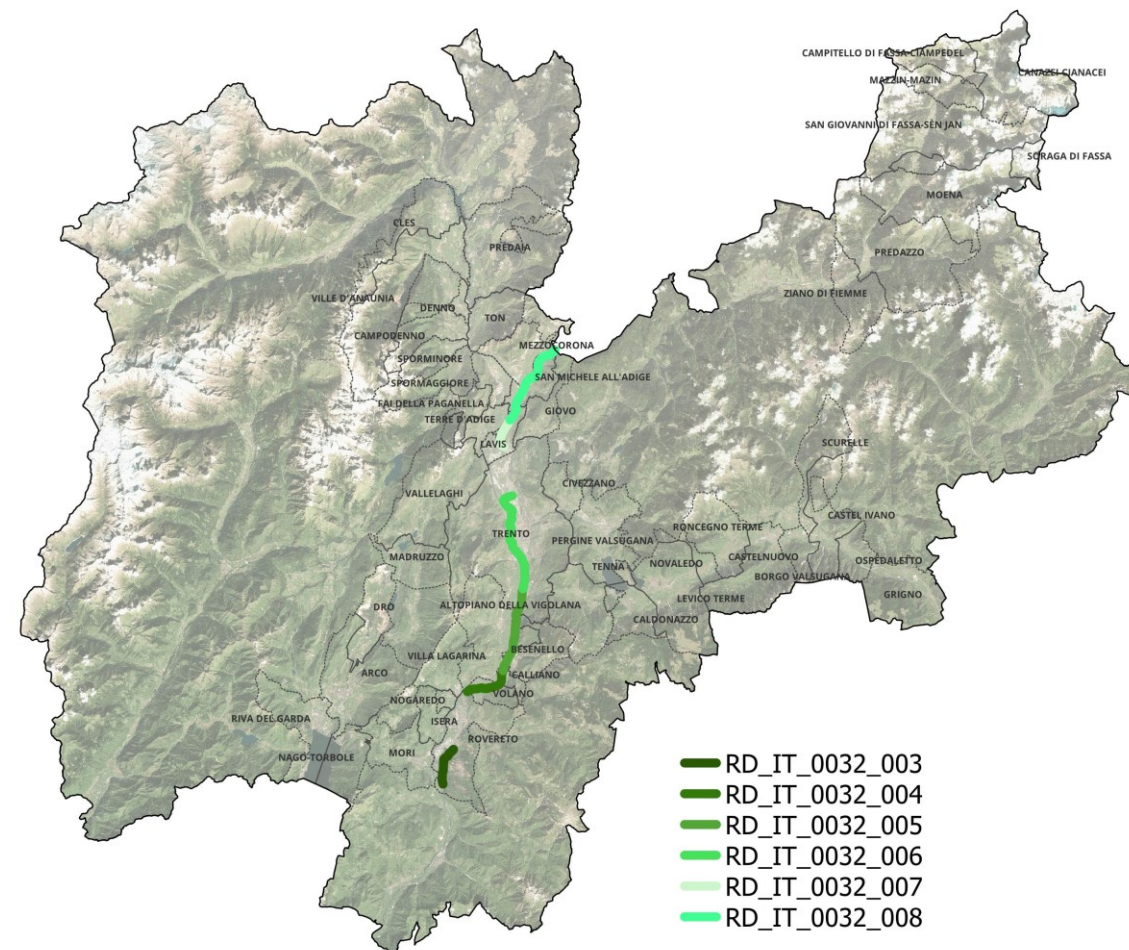 CAMPITELLO DI FASSA-CIAMPEDEL
CANAZEI CIANACEI
MAZZIN-MAZIN
SAN GIOVANNI DI FASSA-SÈN JAN
SORAGA DI FASSA
MOENA
CLES
PREDAIA
PREDAZZO
ZIANO DI FIEMME
VILLE D'ANAUNIA
DENNO
TON
CAMPODENNO
MEZZOCORONA
SPORMINORE
SAN MICHELE ALL'ADIGE
SPORMAGGIORE
FAI DELLA PAGANELLA
GIOVO
TERRE D'ADIGE
LAVIS
SCURELLE
CIVEZZANO
VALLELAGHI
CASTEL IVANO
RONCEGNO TERME
TRENTO
PERGINE VALSUGANA
MADRUZZO
CASTELNUOVO
OSPEDALETTO
TENNA
NOVALEDO
BORGO VALSUGANA
GRIGNO
LEVICO TERME
DRO
ALTOPIANO DELLA VIGOLANA
CALDONAZZO
BESENELLO
VILLA LAGARINA
ARCO
CALLIANO
VOLANO
NOGAREDO
RIVA DEL GARDA
ISERA
ROVERETO
MORI
NAGO-TORBOLE
RD_IT_0032_003
RD_IT_0032_004
RD_IT_0032_005
RD_IT_0032_006
RD_IT_0032_007
RD_IT_0032_008